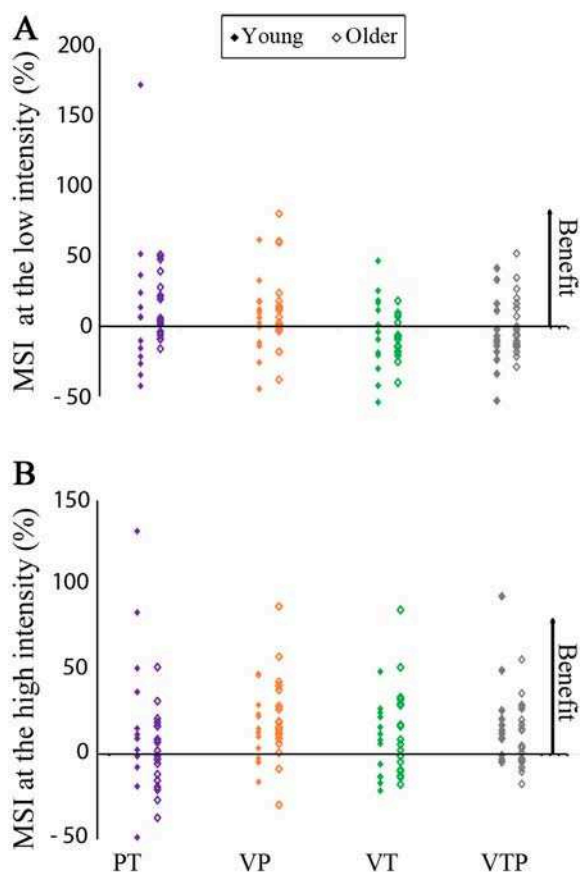 A
Young Older
MSI at the low intensity (%)
200
150
100
50
0
- 50
Benefit
B
MSI at the high intensity (%)
150
100
50
0
- 50
Benefit
PT VP VT VTP